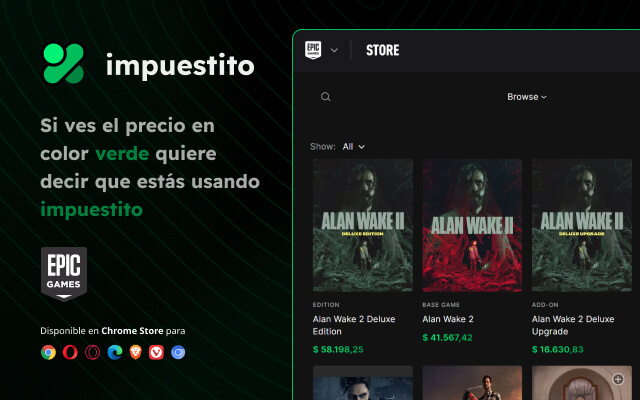 impuestito
Si ves el precio en
color verde quiere
decir que estás usando
impuestito
EPIC
GAMES
Disponible en Chrome Store para
EPIC
GAMES
STORE
Browse
Show: All
ALAN WAKE II
DELUXE EDITION
ALAN WAKE II
ALAN WAKE II
DELUXE UPGRADE
EDITION
Alan Wake 2 Deluxe
Edition
$ 58.198,25
BASE GAME
Alan Wake 2
$ 41.567,42
ADD-ON
Alan Wake 2 Deluxe
Upgrade
$ 16.630,83